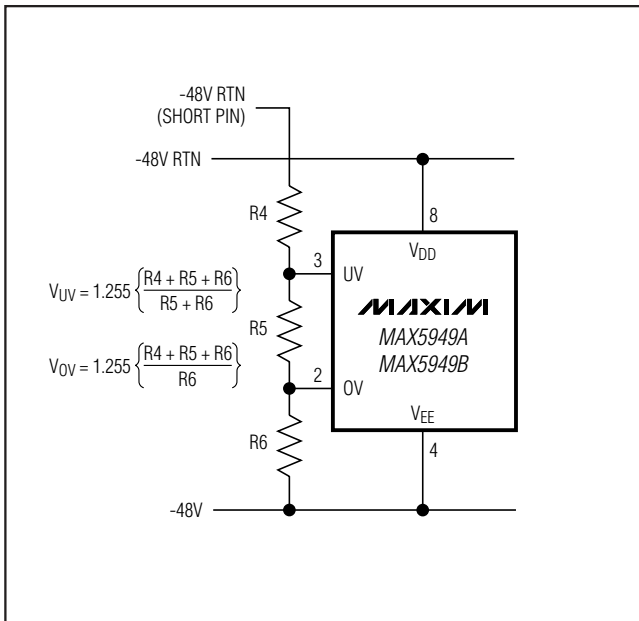 -48V RTN
(SHORT PIN)
-48V RTN
R4
8
VDD
3
UV
VUV = 1.255 {R4 + R5 + R6 / R5 + R6}
MAXIM
R5
MAX5949A
MAX5949B
VOV = 1.255 {R4 + R5 + R6 / R6}
2
OV
VEE
R6
4
-48V